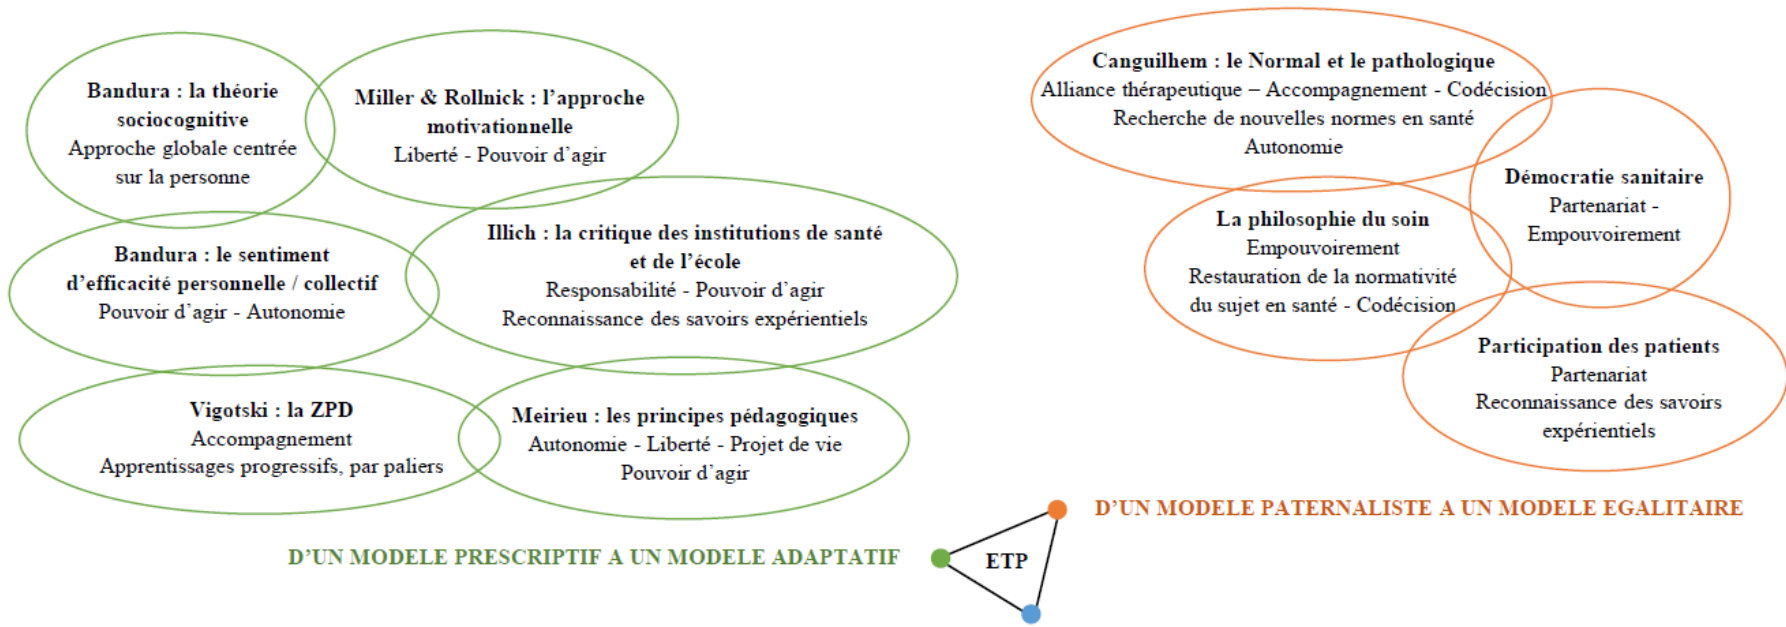 Bandura : la théorie
sociocognitive
Approche globale centrée
sur la personne
Miller & Rollnick : l’approche
motivationnelle
Liberté - Pouvoir d’agir
Bandura : le sentiment
d’efficacité personnelle / collectif
Pouvoir d’agir - Autonomie
Illich : la critique des institutions de santé
et de l’école
Responsabilité - Pouvoir d’agir
Reconnaissance des savoirs expérientiels
Vigotski : la ZPD
Accompagnement
Apprentissages progressifs, par paliers
Meirieu : les principes pédagogiques
Autonomie - Liberté - Projet de vie
Pouvoir d’agir
D’UN MODELE PRESCRIPTIF A UN MODELE ADAPTATIF
Canguilhem : le Normal et le pathologique
Alliance thérapeutique – Accompagnement - Codécision
Recherche de nouvelles normes en santé
Autonomie
Démocratie sanitaire
Partenariat -
Empouvoirement
La philosophie du soin
Empouvoirement
Restauration de la normativité
du sujet en santé - Codécision
Participation des patients
Partenariat
Reconnaissance des savoirs
expérientiels
D’UN MODELE PATERNALISTE A UN MODELE EGALITAIRE
ETP